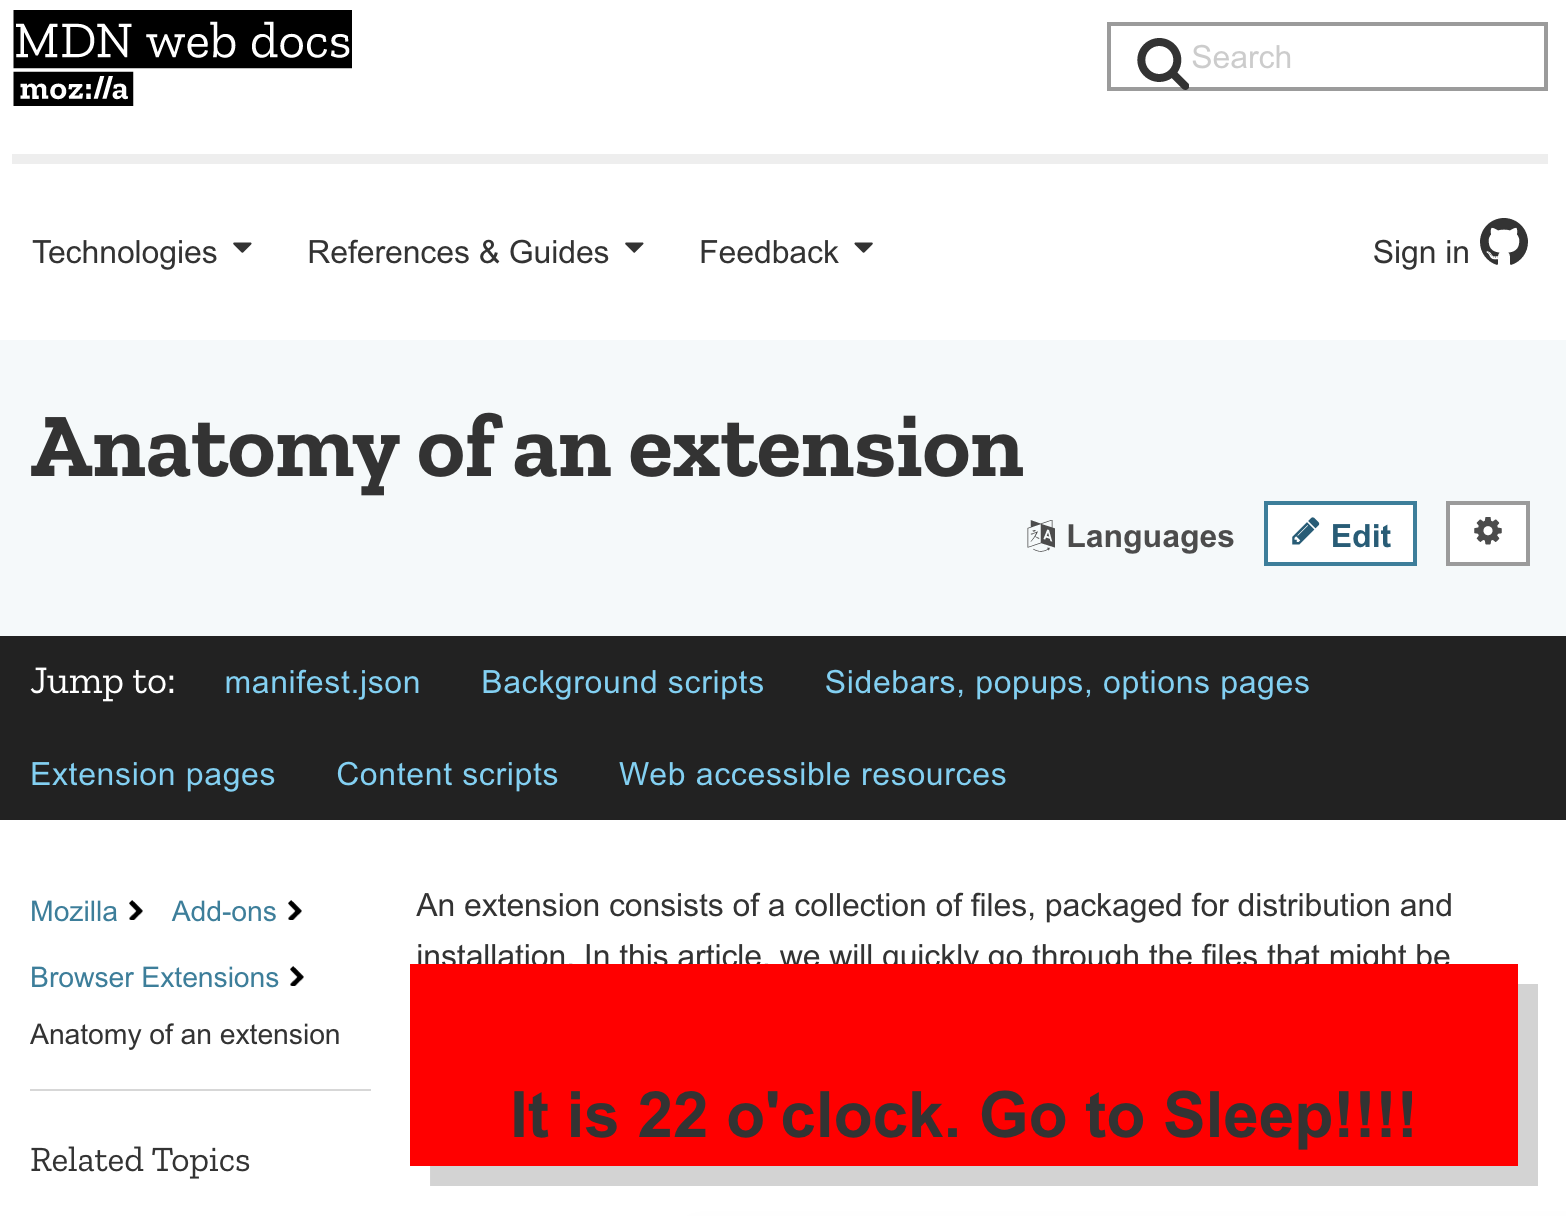 MDN web docs
moz://a
Search
Technologies References & Guides Feedback Sign in
Anatomy of an extension
Languages Edit
Jump to: manifest.json Background scripts Sidebars, popups, options pages
Extension pages Content scripts Web accessible resources
Mozilla Add-ons
Browser Extensions
Anatomy of an extension
Related Topics
An extension consists of a collection of files, packaged for distribution and
installation. In this article, we will quickly go through the files that might be
It is 22 o'clock. Go to Sleep!!!!